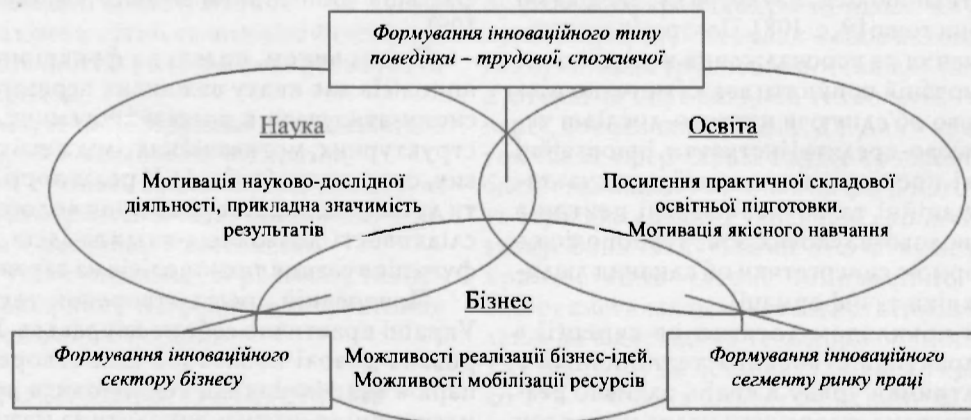 Формування інноваційного типу
поведінки – трудової, споживчої
Наука
Освіта
Мотивація науково-дослідної
діяльності, прикладна значимість
результатів
Посилення практичної складової
освітньої підготовки.
Мотивація якісного навчання
Бізнес
Формування інноваційного
сектору бізнесу
Можливості реалізації бізнес-ідей.
Можливості мобілізації ресурсів
Формування інноваційного
сегменту ринку праці